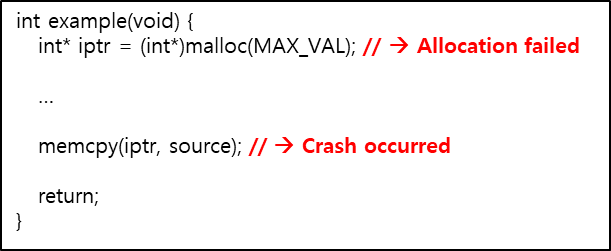 int example(void) {
int* iptr = (int*)malloc(MAX_VAL); // → Allocation failed
...
memcpy(iptr, source); // → Crash occurred
return;
}